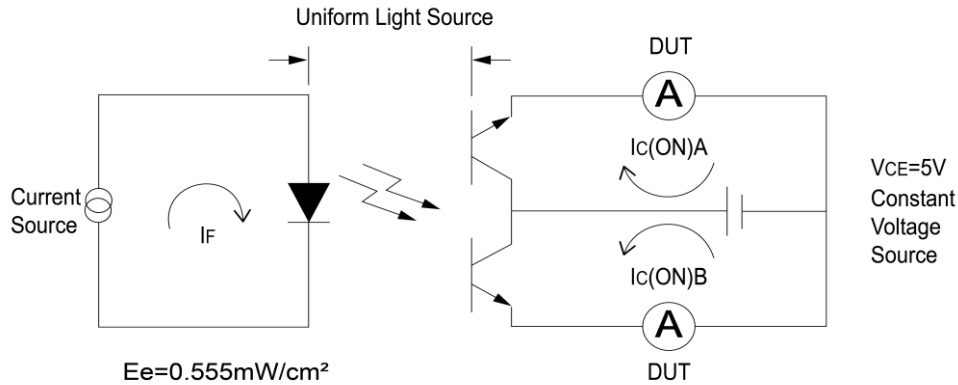 Uniform Light Source
DUT
A
IC(ON)A
Current
Source
IF
VCE=5V
Constant
Voltage
Source
IC(ON)B
A
DUT
Ee=0.555mW/cm²